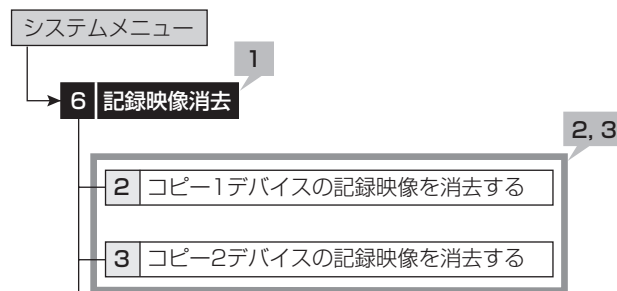 システムメニュー
1
6 記録映像消去
2, 3
2 コピー1デバイスの記録映像を消去する
3 コピー2デバイスの記録映像を消去する